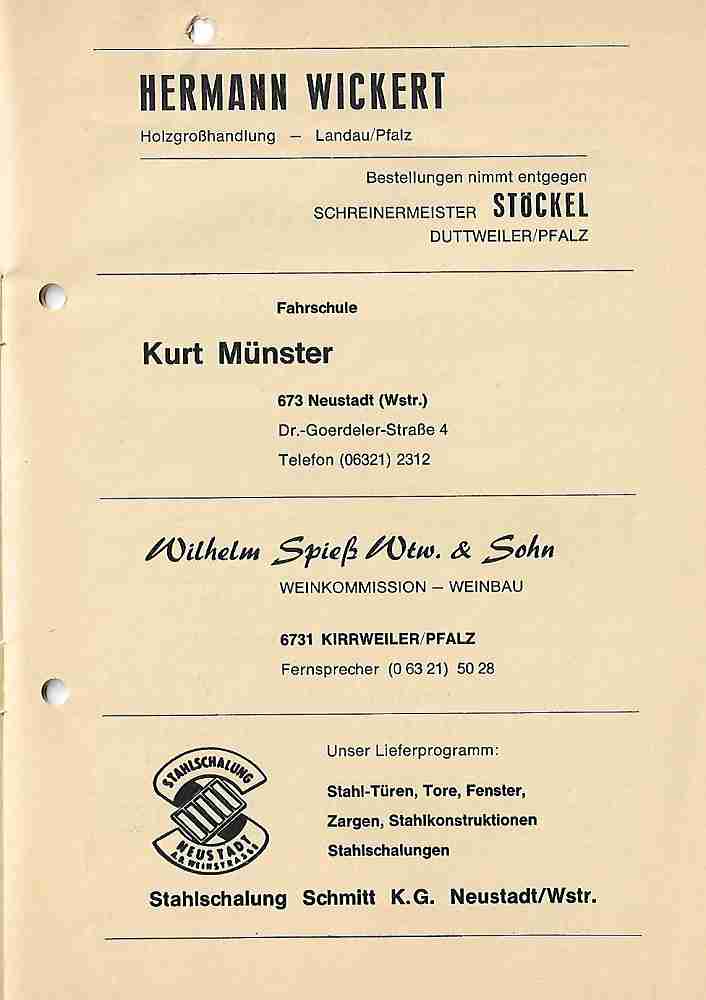 HERMANN WICKERT
Holzgroßhandlung — Landau/Pfalz
Bestellungen nimmt entgegen
SCHREINERMEISTER STÖCKEL
DUTTWEILER/PFALZ
Fahrschule
Kurt Münster
673 Neustadt (Wstr.)
Dr.-Goerdeler-Straße 4
Telefon (06321) 2312
Wilhelm Spieß Wtw. & Sohn
WEINKOMMISSION — WEINBAU
6731 KIRRWEILER/PFALZ
Fernsprecher (0 63 21) 50 28
STAHLSCHALUNG
NEUSTADT
A.D. WEINSTRASSE
Unser Lieferprogramm:
Stahl-Türen, Tore, Fenster,
Zargen, Stahlkonstruktionen
Stahlschalungen
Stahlschalung Schmitt K.G. Neustadt/Wstr.